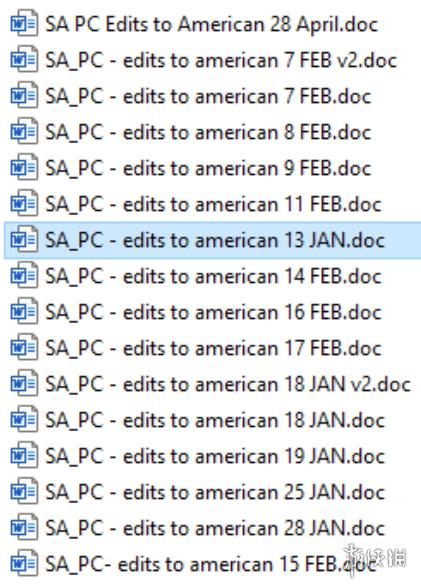 SA PC Edits to American 28 April.doc
SA_PC - edits to american 7 FEB v2.doc
SA_PC - edits to american 7 FEB.doc
SA_PC - edits to american 8 FEB.doc
SA_PC - edits to american 9 FEB.doc
SA_PC - edits to american 11 FEB.doc
SA_PC - edits to american 13 JAN.doc
SA_PC - edits to american 14 FEB.doc
SA_PC - edits to american 16 FEB.doc
SA_PC - edits to american 17 FEB.doc
SA_PC - edits to american 18 JAN v2.doc
SA_PC - edits to american 18 JAN.doc
SA_PC - edits to american 19 JAN.doc
SA_PC - edits to american 25 JAN.doc
SA_PC - edits to american 28 JAN.doc
SA_PC- edits to american 15 FEB.doc
游侠网